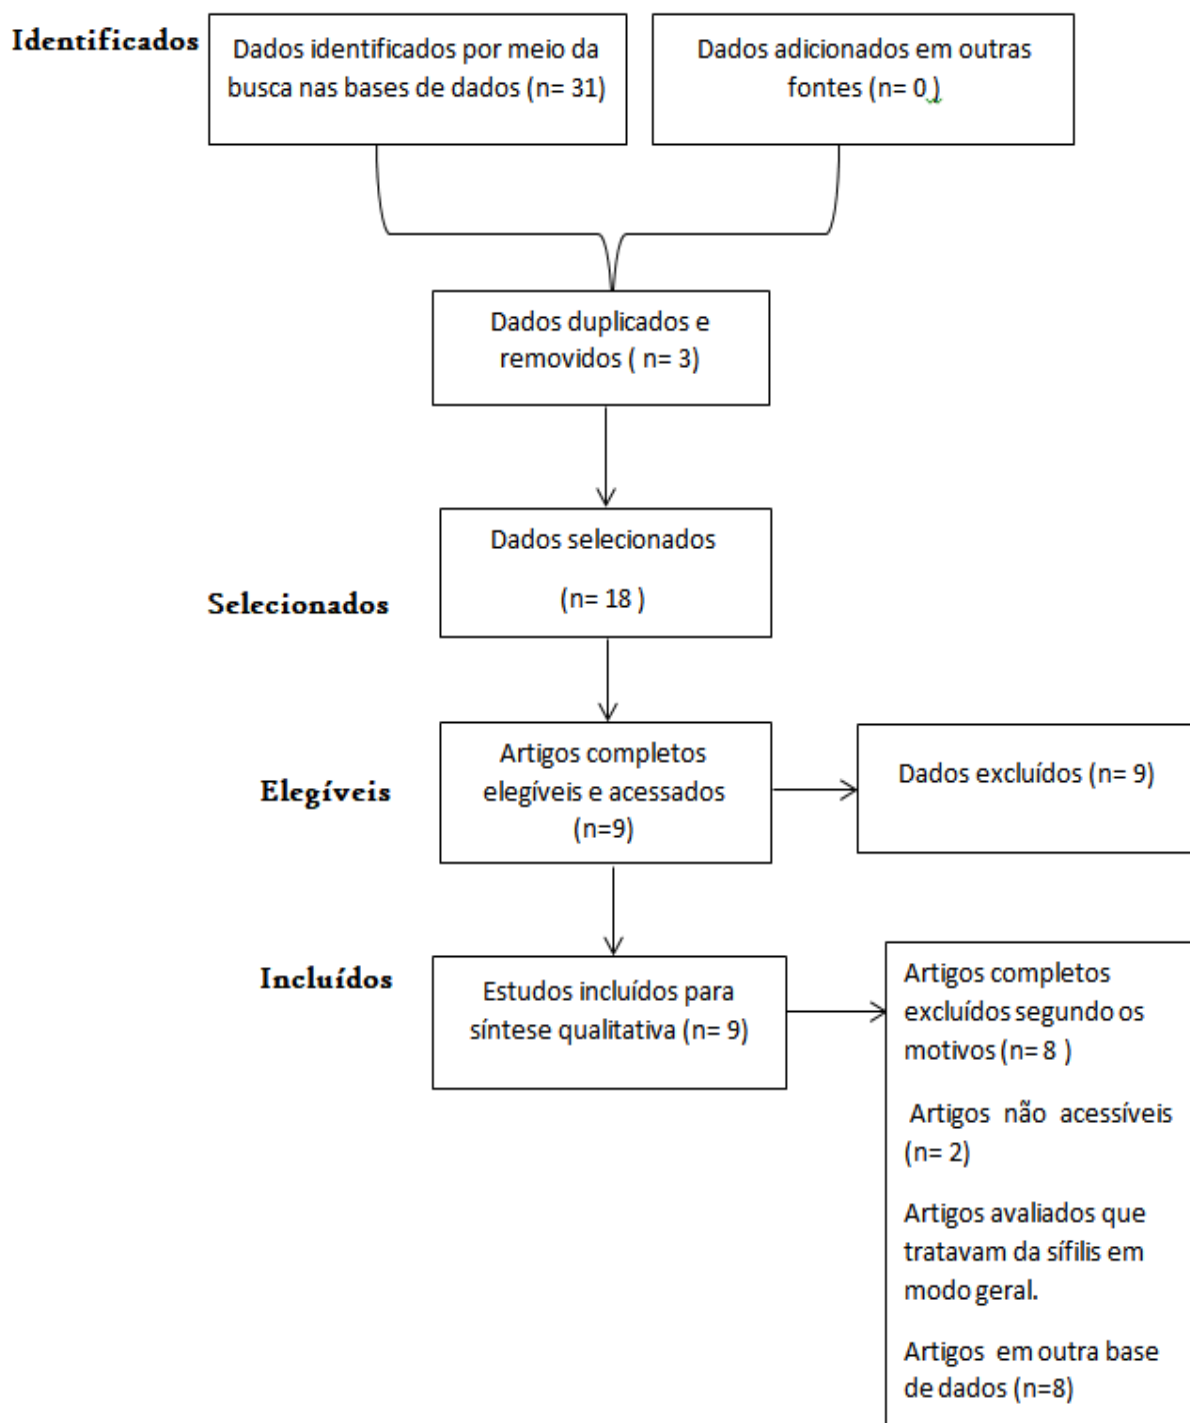 Identificados
Dados identificados por meio da
busca nas bases de dados (n= 31)
Dados adicionados em outras
fontes (n= 0 )
Dados duplicados e
removidos ( n= 3)
Selecionados
Dados selecionados
(n= 18 )
Elegíveis
Artigos completos
elegíveis e acessados
(n=9)
Dados excluídos (n= 9)
Incluídos
Estudos incluídos para
síntese qualitativa (n= 9)
Artigos completos
excluídos segundo os
motivos (n= 8 )
Artigos não acessíveis
(n= 2)
Artigos avaliados que
tratavam da sífilis em
modo geral.
Artigos em outra base
de dados (n=8)